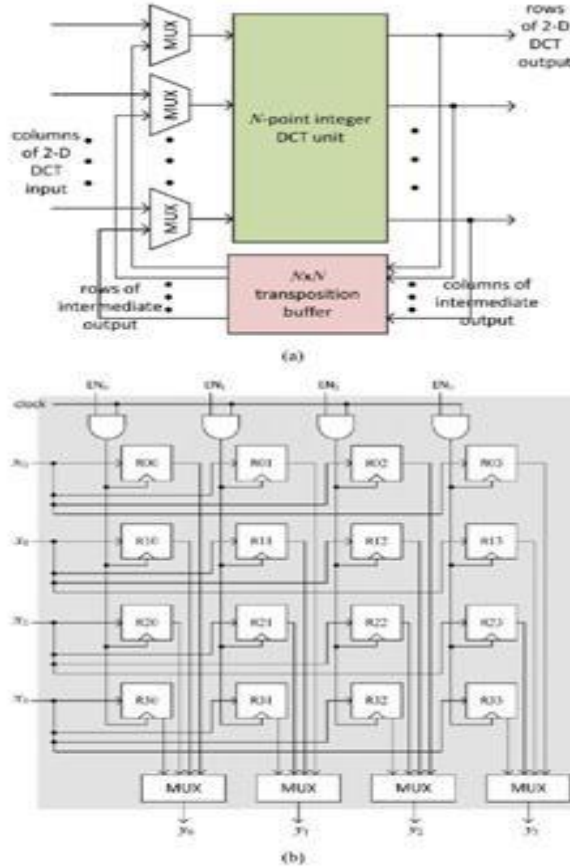 rows
of 2-D
DCT
output
MUX
MUX
MUX
columns
of 2-D
DCT
input
N-point integer
DCT unit
N×N
transposition
buffer
rows of
intermediate
output
columns of
intermediate
output
(a)
clock
R00 R01 R02 R03
R10 R11 R12 R13
R20 R21 R22 R23
R30 R31 R32 R33
MUX MUX MUX MUX
(b)